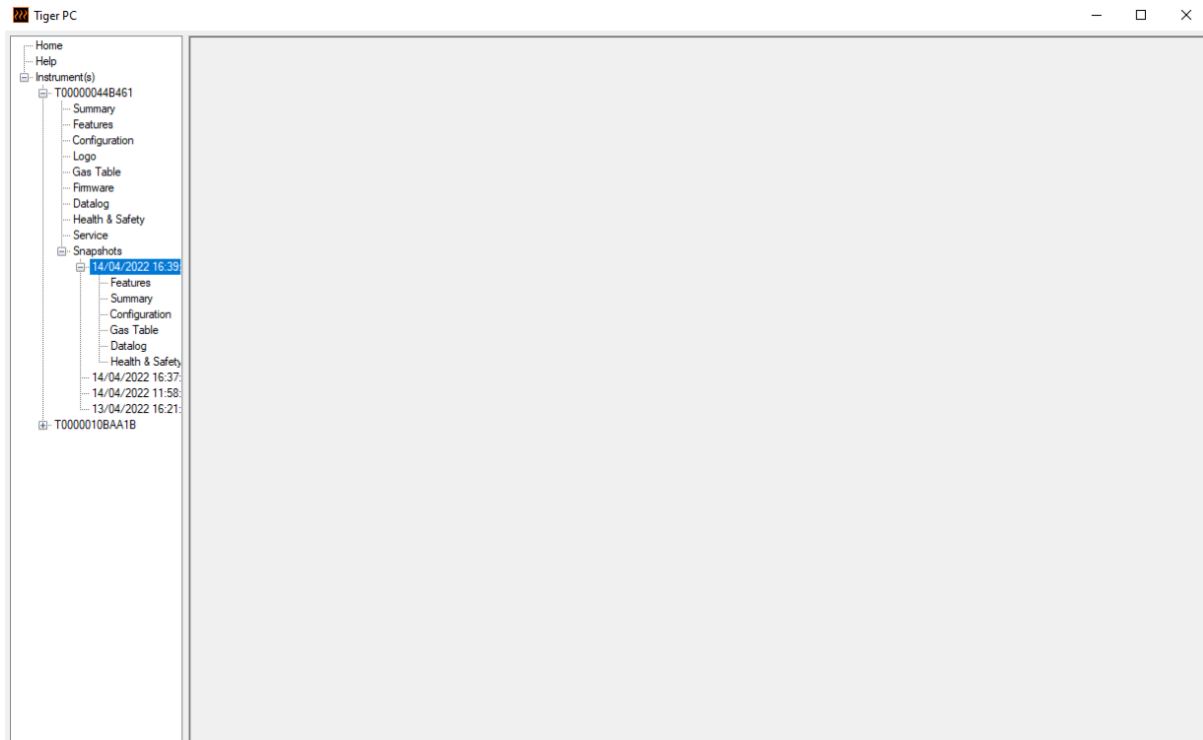 Tiger PC
Home
Help
Instrument(s)
T00000044B461
Summary
Features
Configuration
Logo
Gas Table
Firmware
Datalog
Health & Safety
Service
Snapshots
14/04/2022 16:39:
Features
Summary
Configuration
Gas Table
Datalog
Health & Safety
14/04/2022 16:37:
14/04/2022 11:58:
13/04/2022 16:21:
T0000010BAA1B